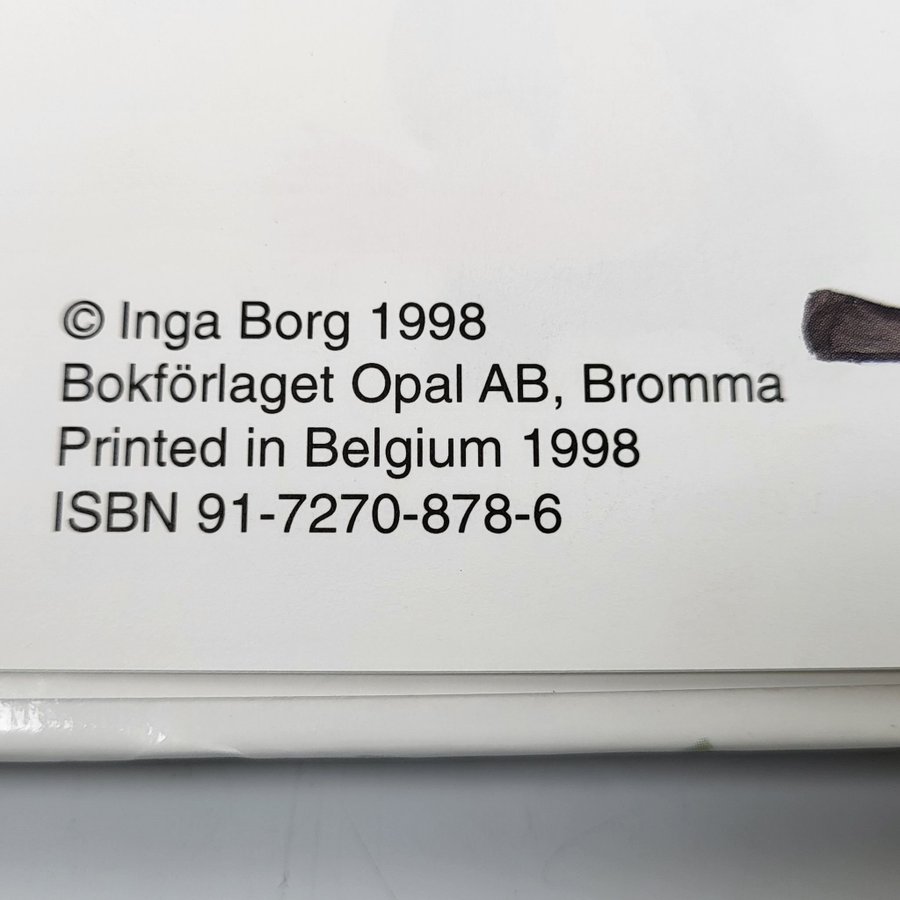 © Inga Borg 1998
Bokförlaget Opal AB, Bromma
Printed in Belgium 1998
ISBN 91-7270-878-6